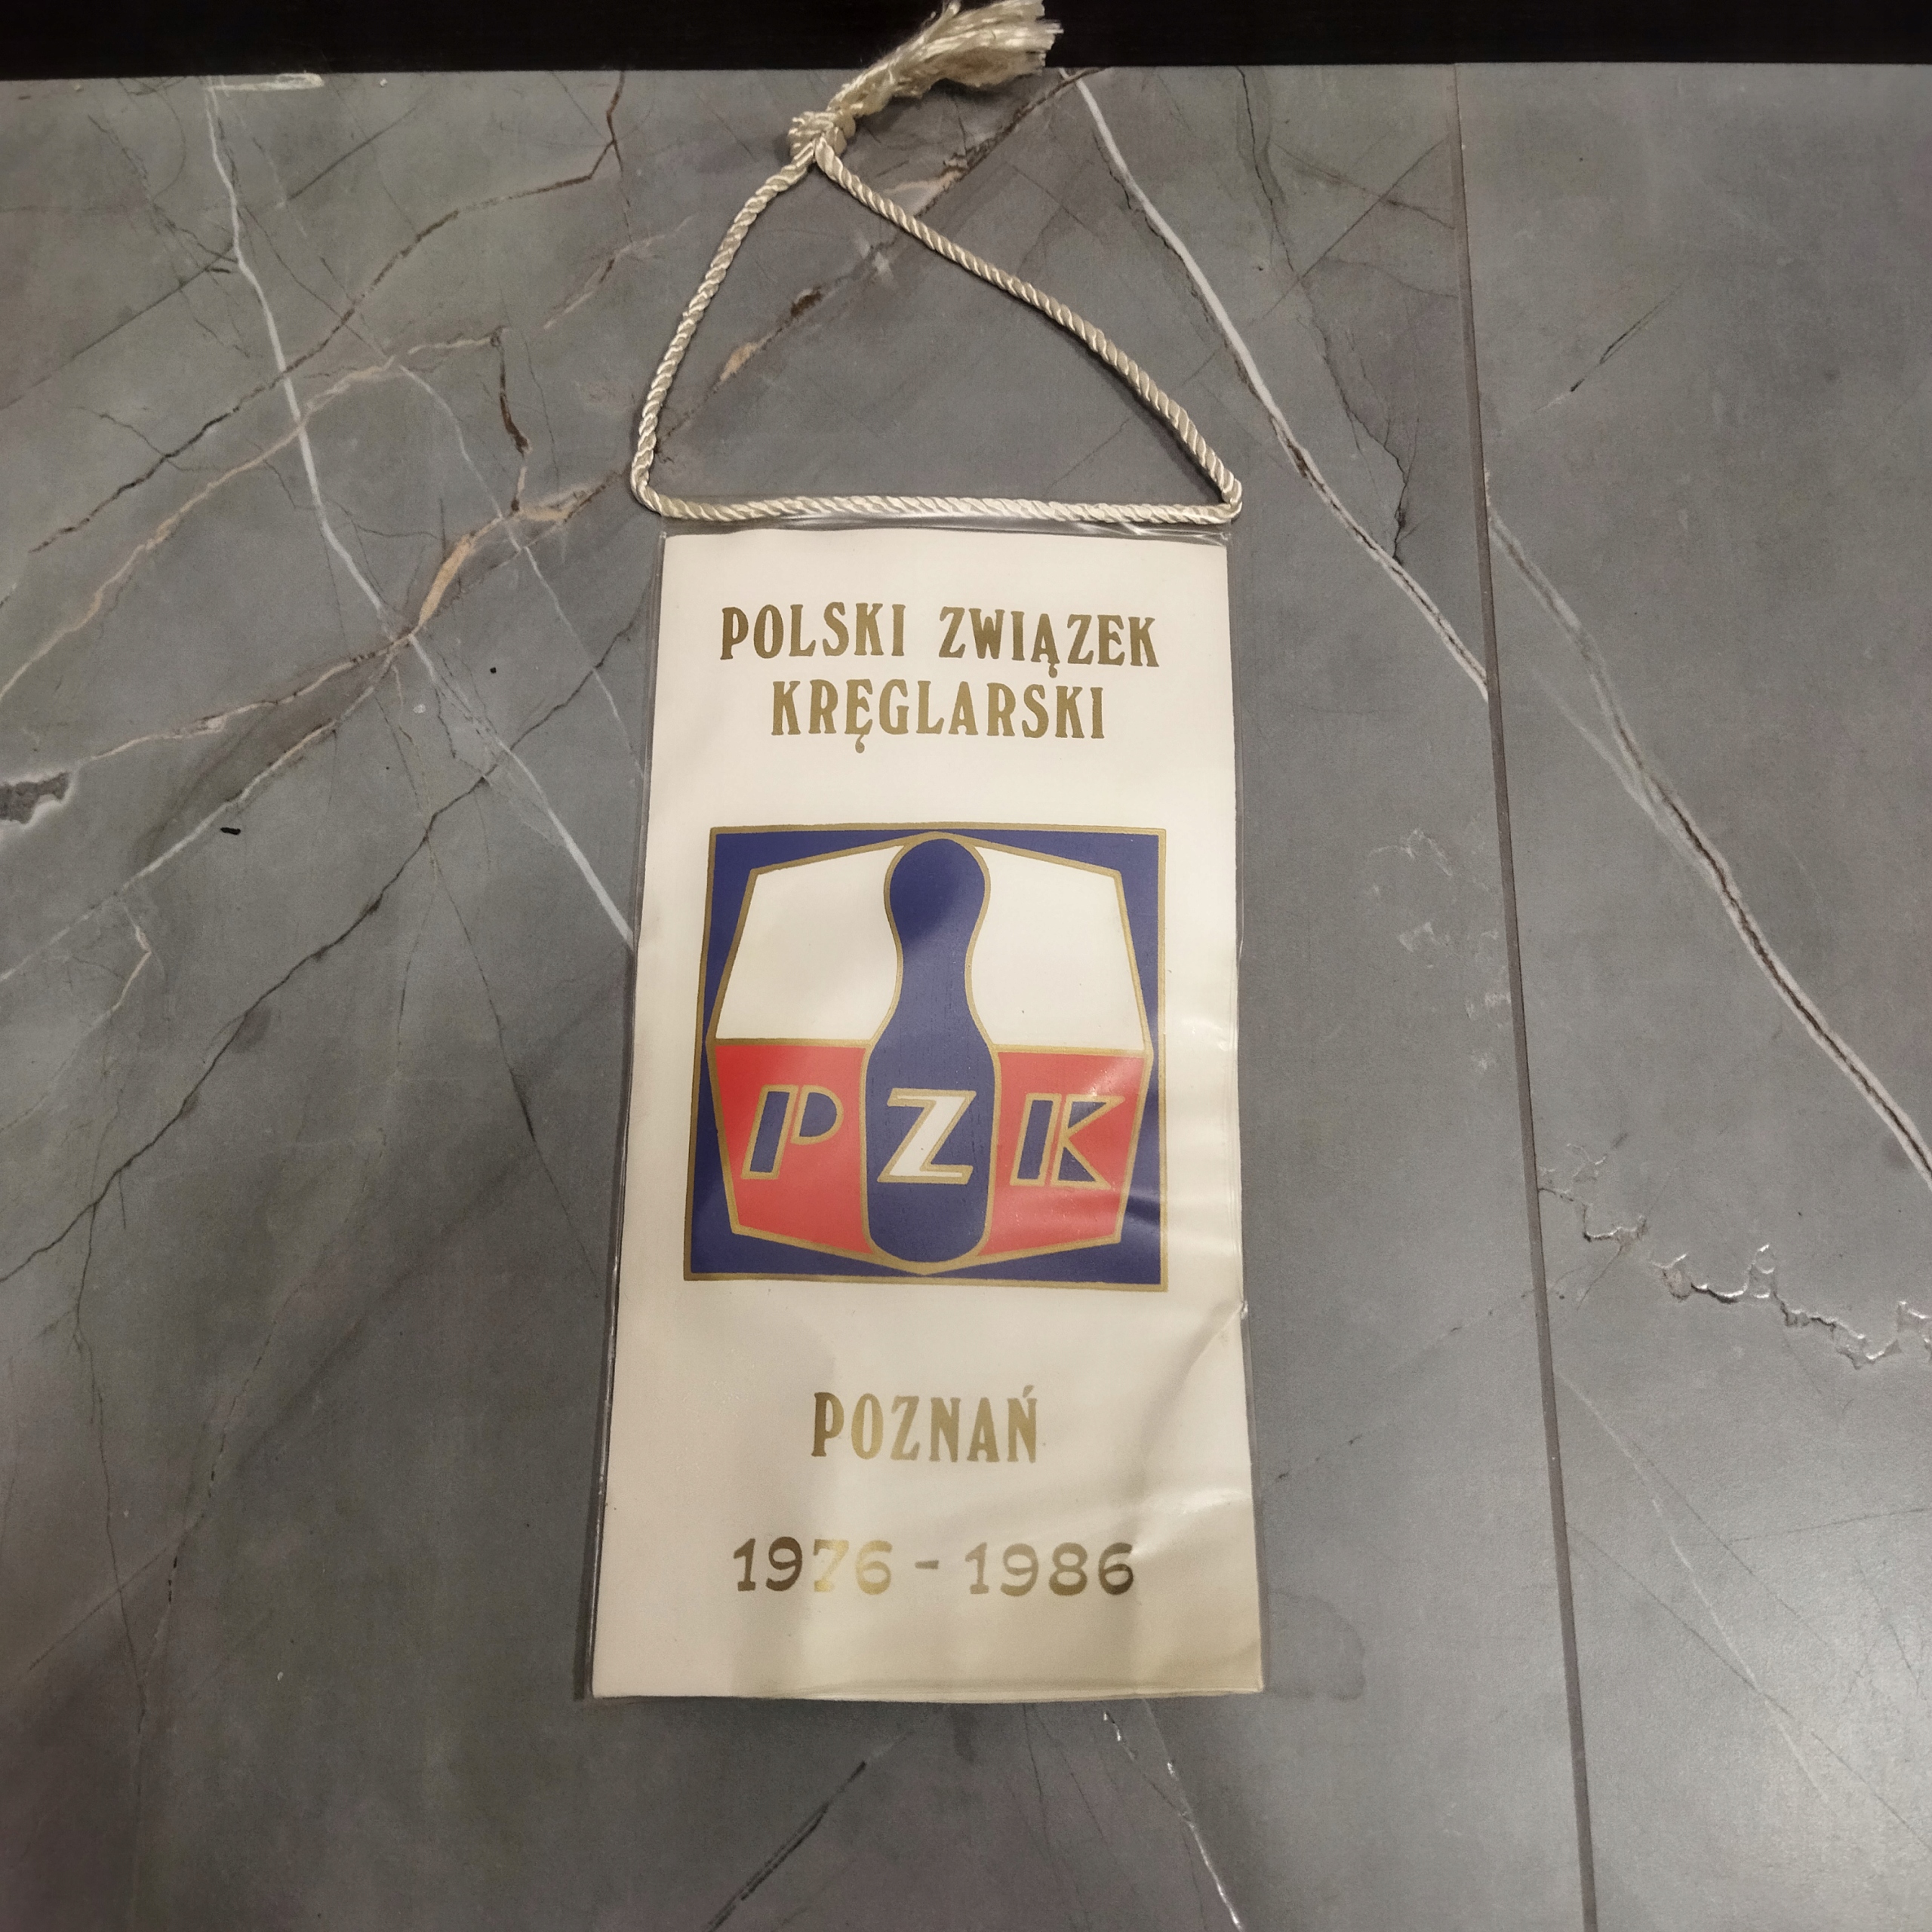 POLSKI ZWIĄZEK
KRĘGLARSKI
PZK
POZNAŃ
1976 - 1986